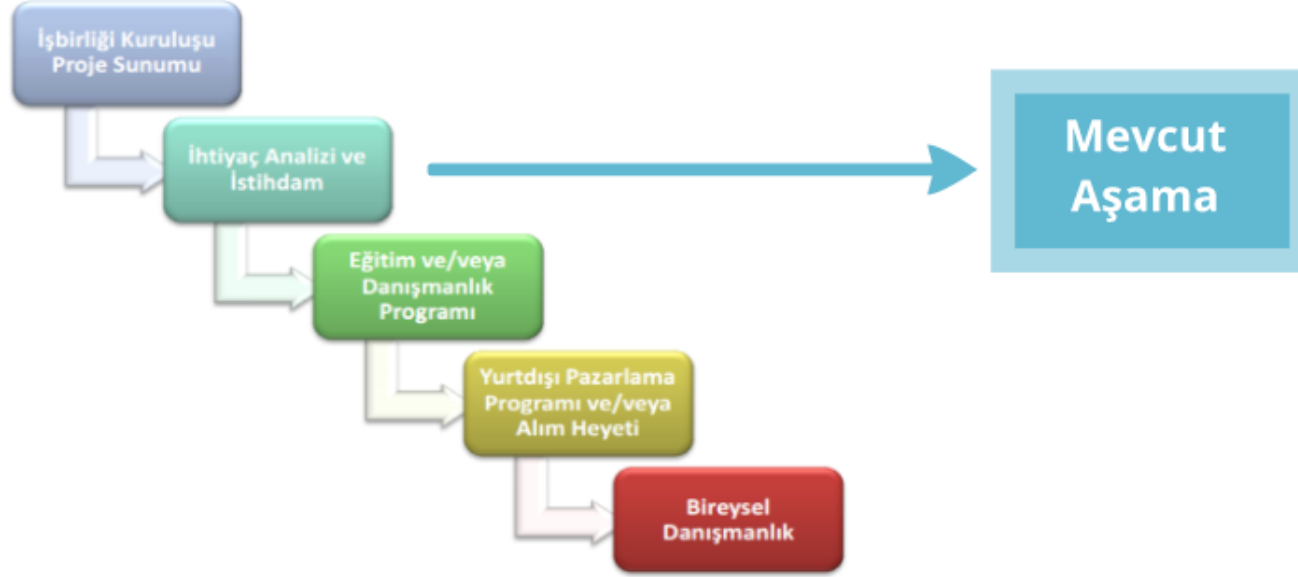 İşbirliği Kuruluşu
Proje Sunumu
İhtiyaç Analizi ve
İstihdam
Mevcut
Aşama
Eğitim ve/veya
Danışmanlık
Programı
Yurtdışı Pazarlama
Programı ve/veya
Alım Heyeti
Bireysel
Danışmanlık